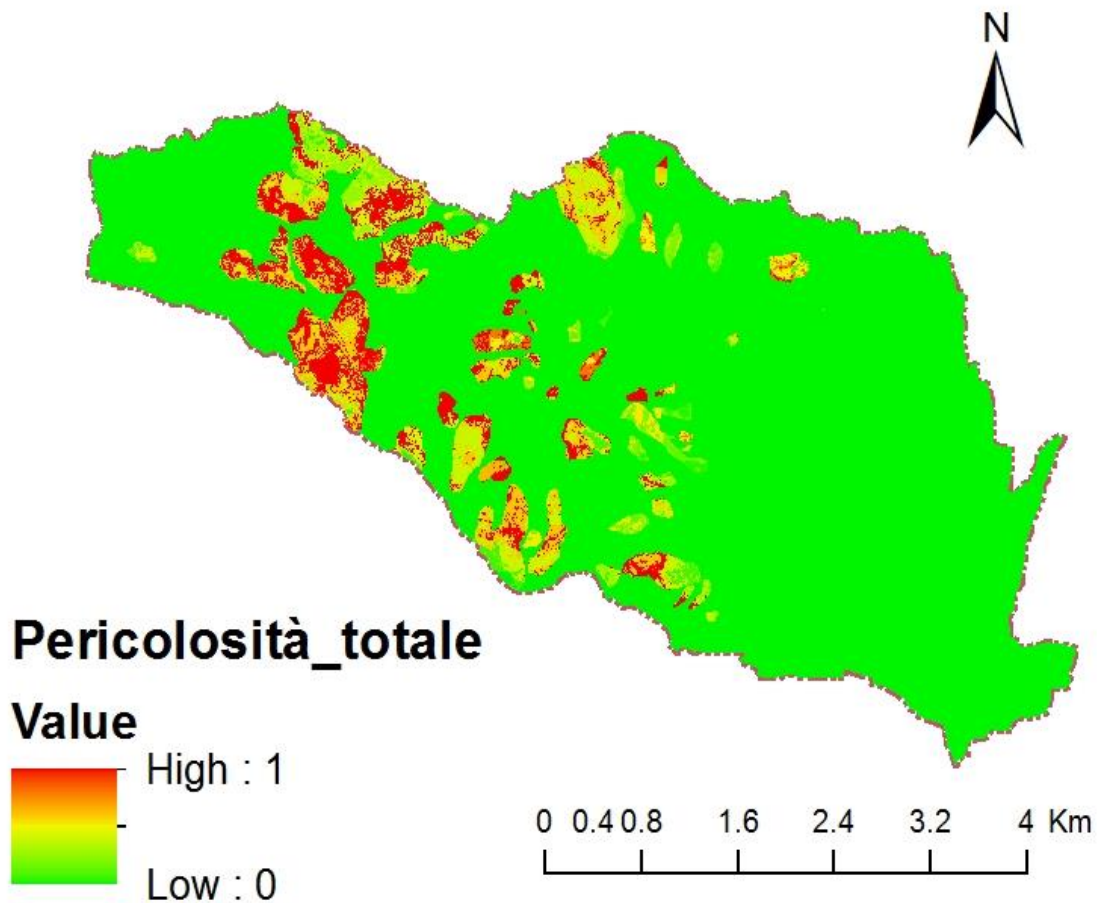 N
Pericolosità_totale
Value
High : 1
Low : 0
0 0.4 0.8 1.6 2.4 3.2 4 Km